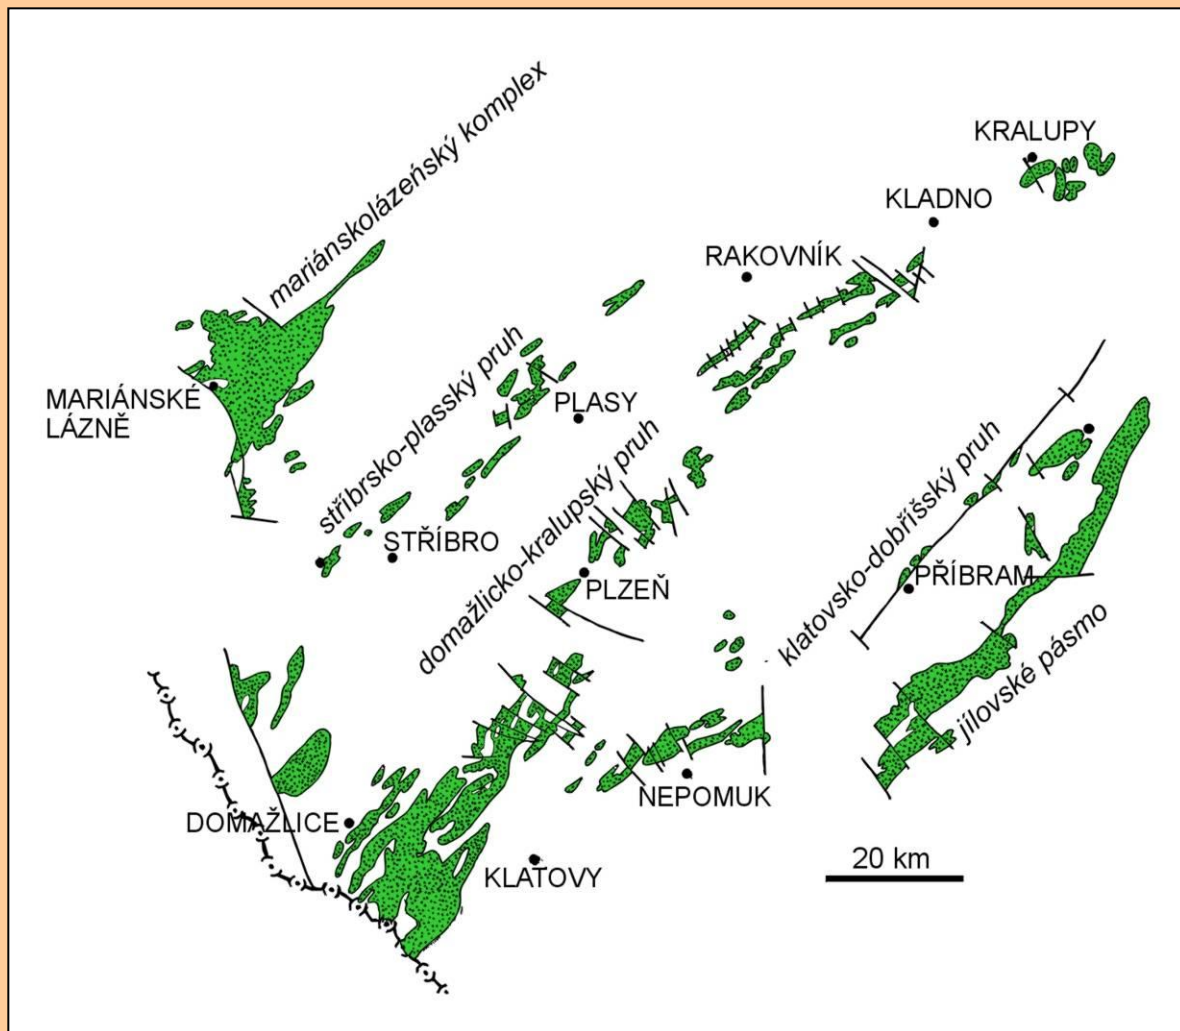 mariánskolázeńský komplex
KRALUPY
KLADNO
RAKOVNÍK
MARIÁNSKÉ
LÁZNĚ
stříbrsko-plasský pruh
PLASY
domažlicko-kralupský pruh
STŘÍBRO
PLZEŇ
klatovsko-dobříšský pruh
PŘÍBRAM
jílovské pásmo
NEPOMUK
DOMAŽLICE
KLATOVY
20 km